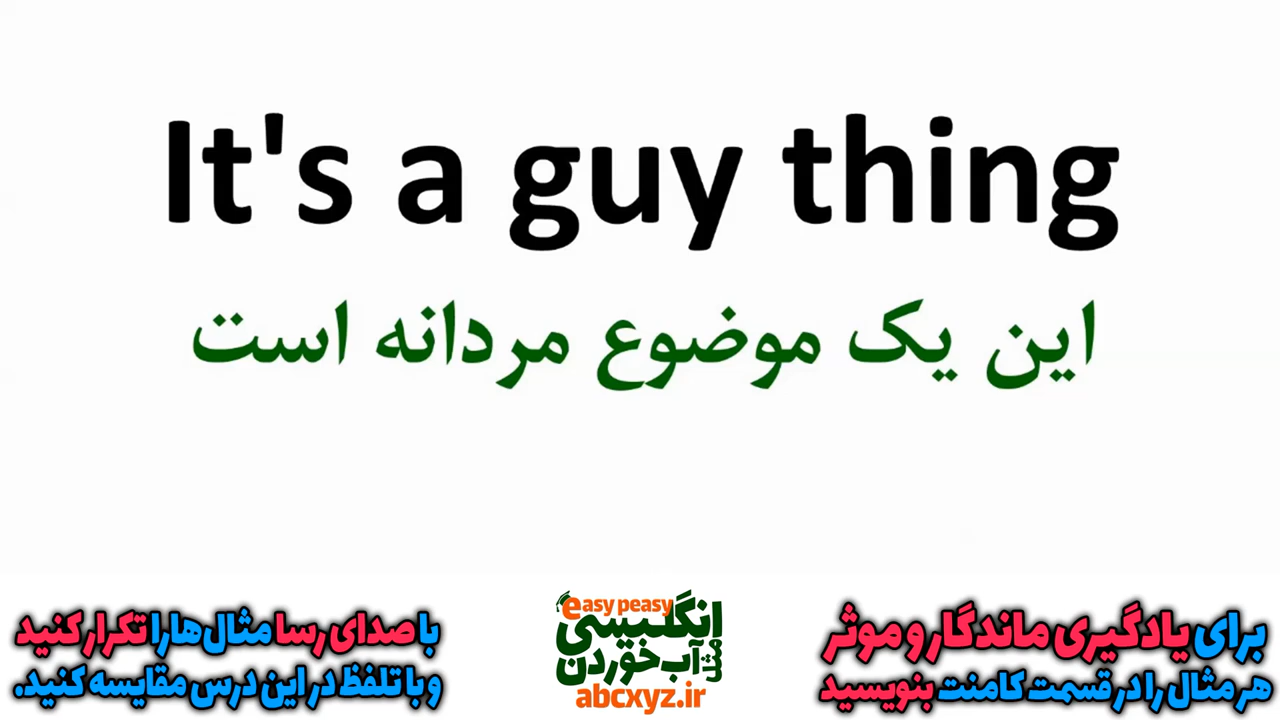 It's a guy thing
این یک موضوع مردانه است
برای یادگیری ماندگار و موثر
هر مثال را در قسمت کامنت بنویسید
easy peasy
انگلیسی
مثل
آب خوردن
abcxyz.ir
با صدای رسا مثال‌ها را تکرار کنید
و با تلفظ در این درس مقایسه کنید.